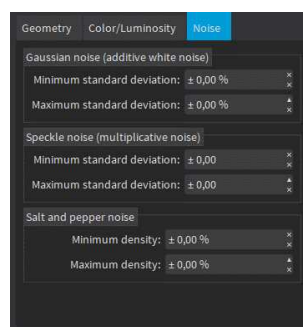 Geometry Color/Luminosity Noise
Gaussian noise (additive white noise)
Minimum standard deviation: ± 0,00 %
Maximum standard deviation: ± 0,00 %
Speckle noise (multiplicative noise)
Minimum standard deviation: ± 0,00
Maximum standard deviation: ± 0,00
Salt and pepper noise
Minimum density: ± 0,00 %
Maximum density: ± 0,00 %